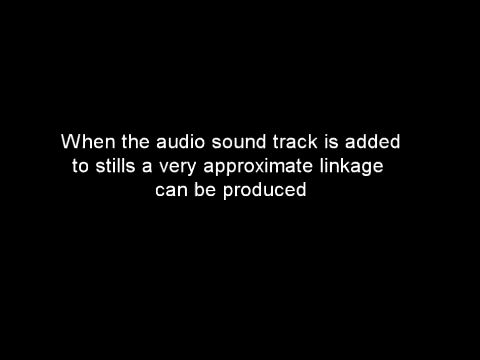 When the audio sound track is added
to stills a very approximate linkage
can be produced